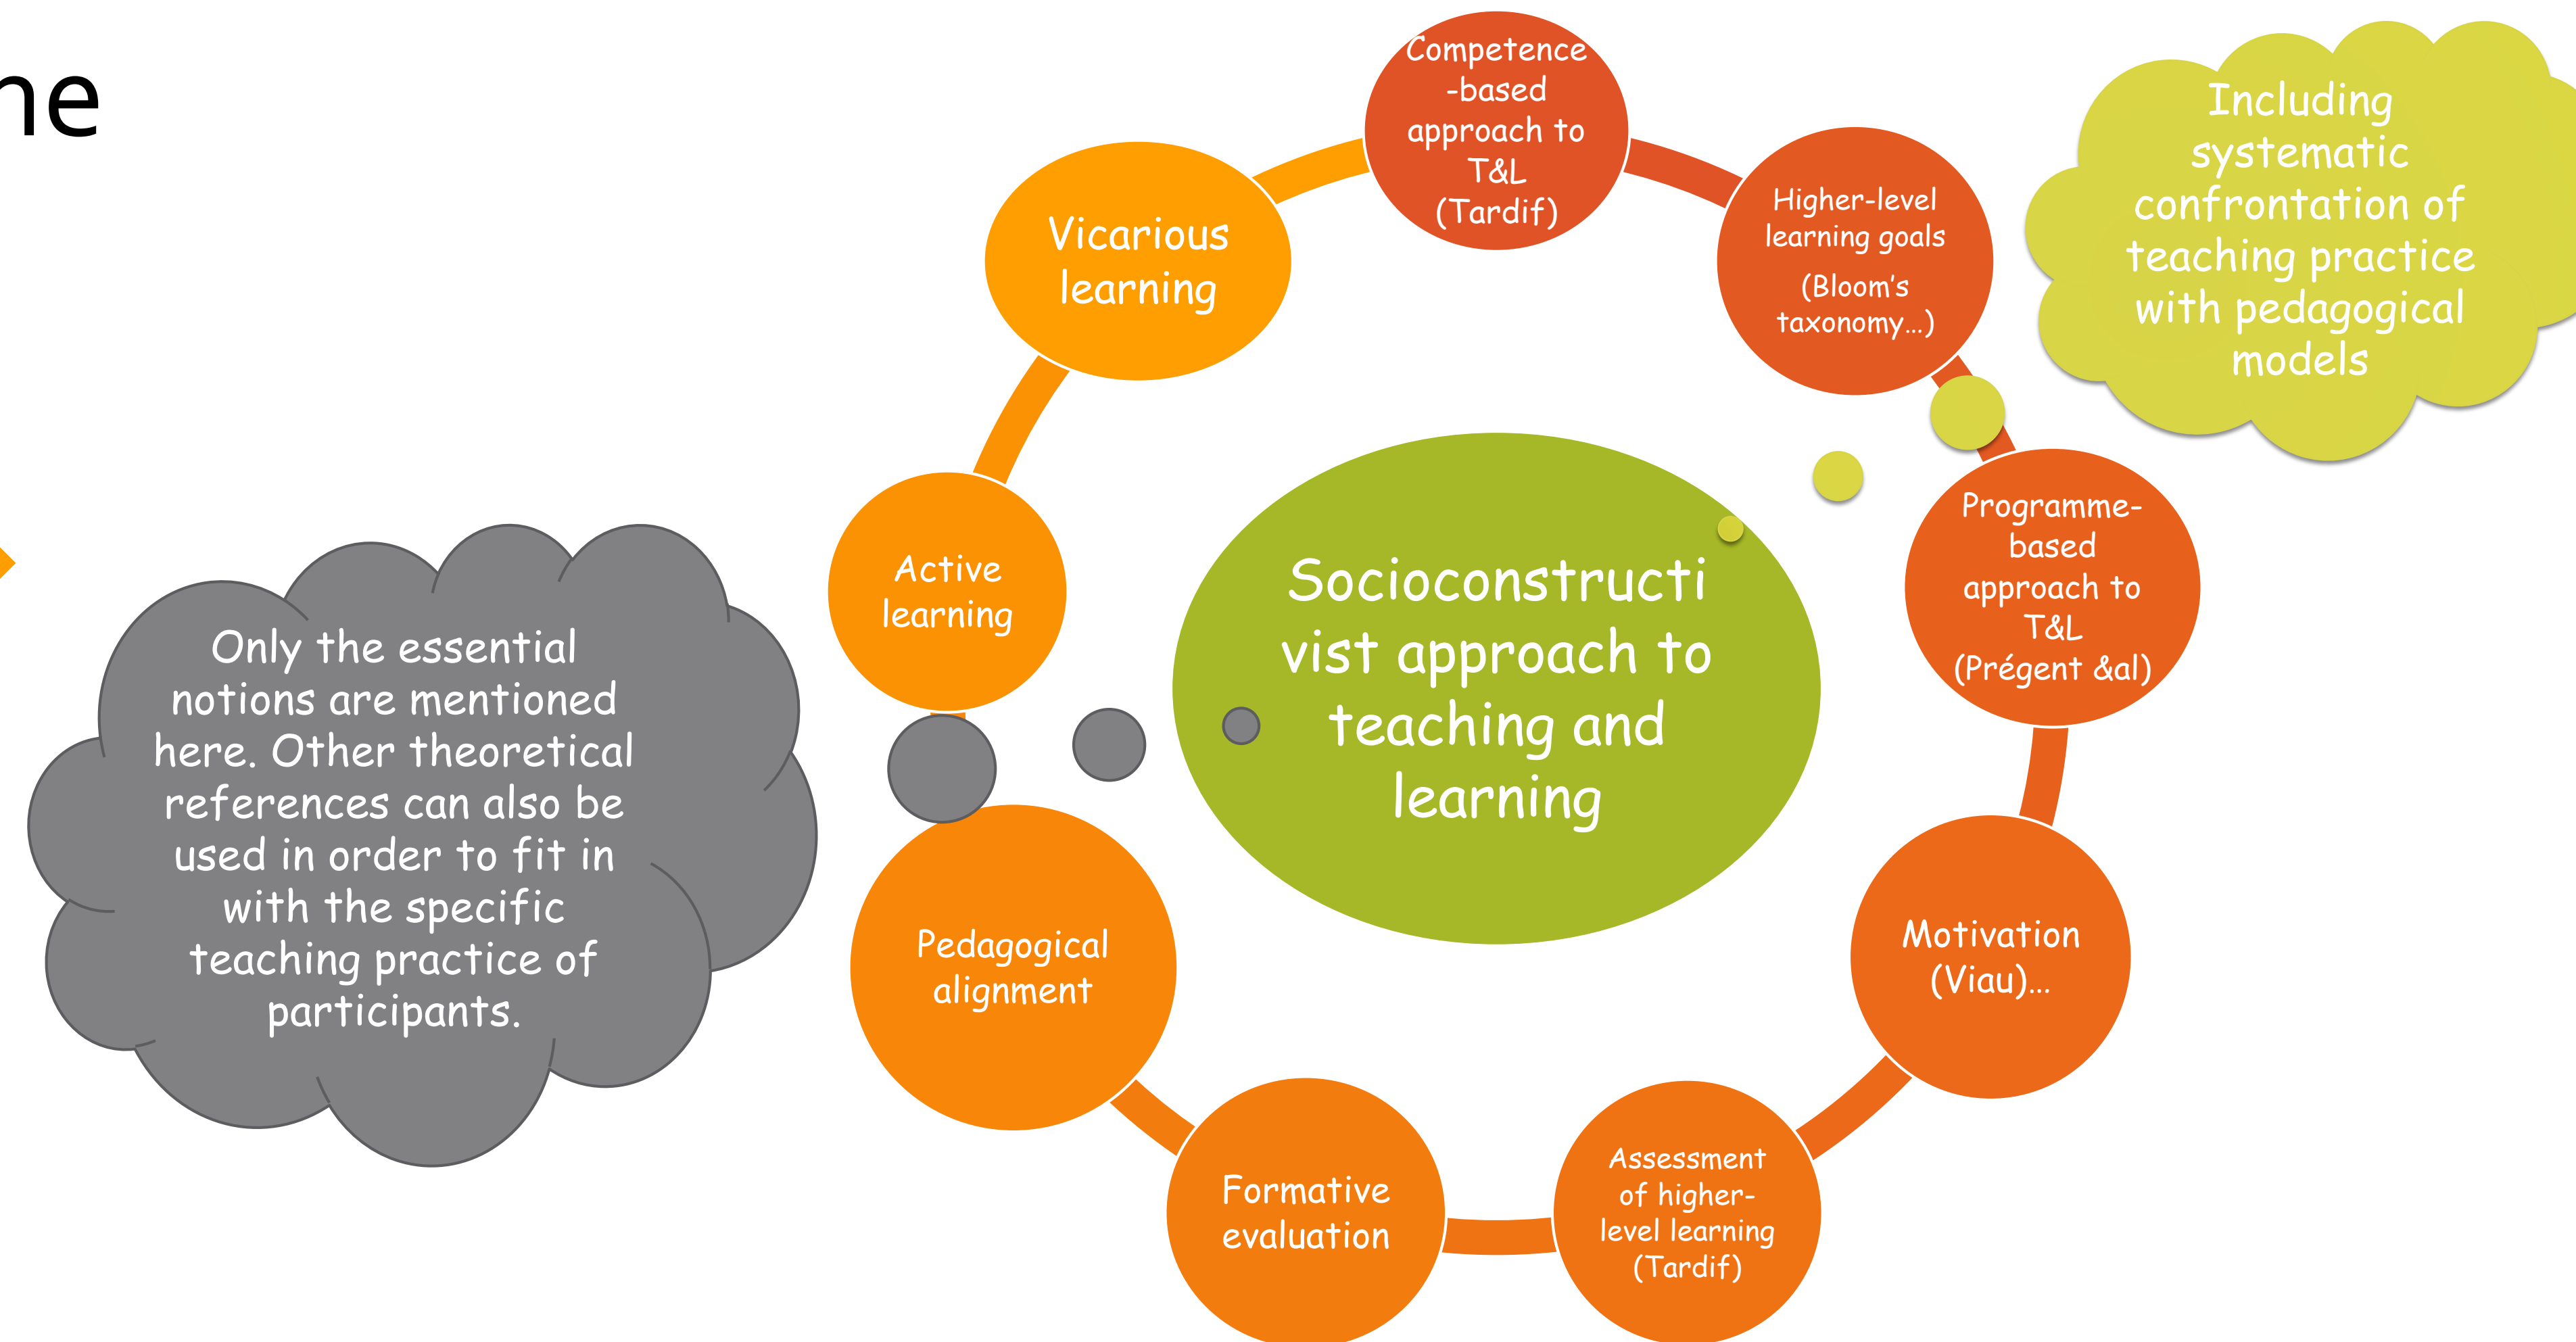 ne
Competence
-based
approach to
T&L
(Tardif)
Higher-level
learning goals
(Bloom's
taxonomy...)
Including
systematic
confrontation of
teaching practice
with pedagogical
models
Vicarious
learning
Programme-
based
approach to
T&L
(Prégent &al)
Active
learning
Socioconstructi
vist approach to
teaching and
learning
Only the essential
notions are mentioned
here. Other theoretical
references can also be
used in order to fit in
with the specific
teaching practice of
participants.
Pedagogical
alignment
Motivation
(Viau)...
Formative
evaluation
Assessment
of higher-
level learning
(Tardif)